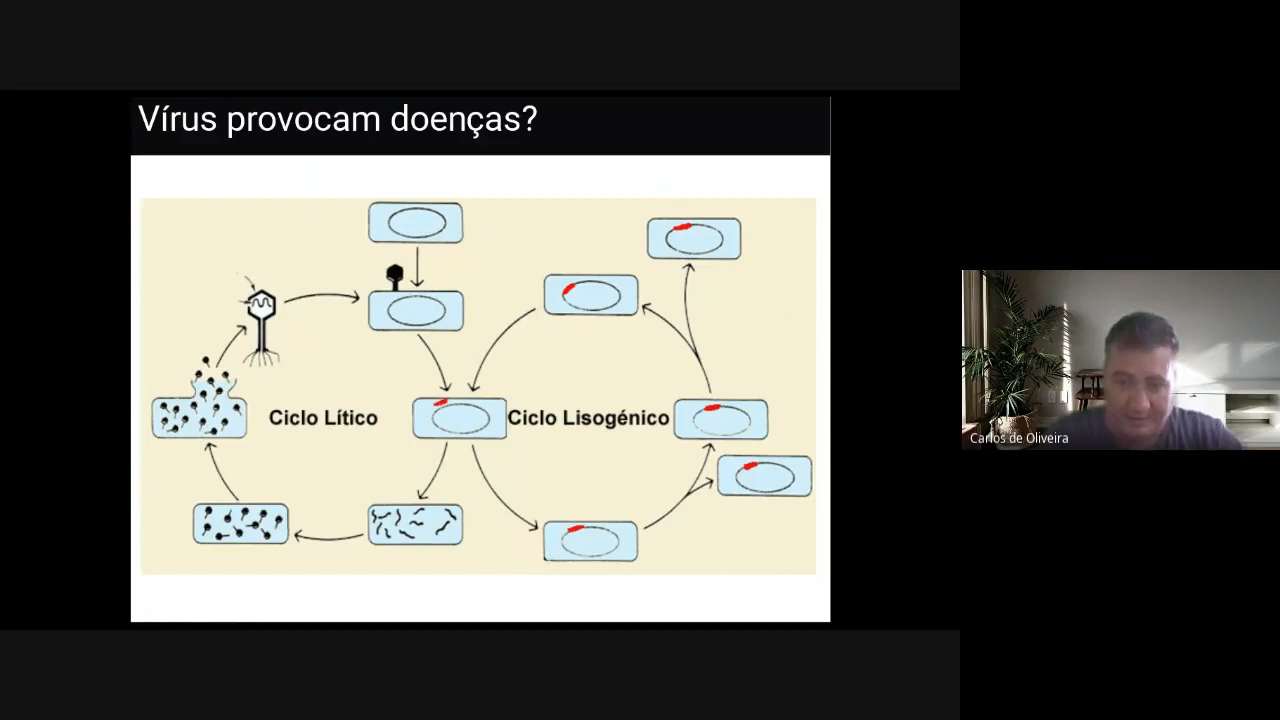 Vírus provocam doenças?
Ciclo Lítico
Ciclo Lisogénico
Carlos de Oliveira